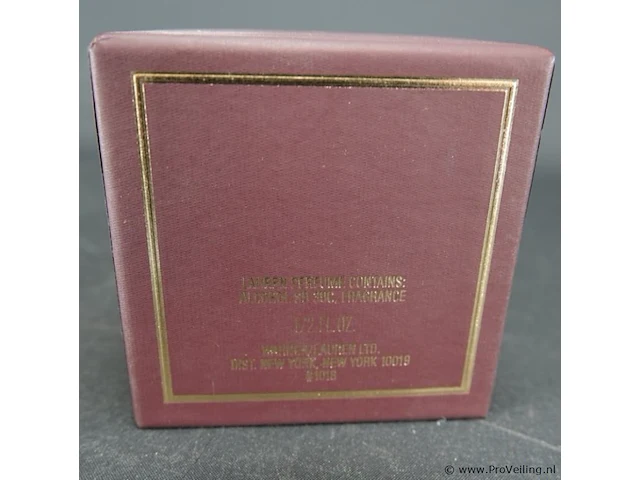 LAUREN PERFUME CONTAINS:
ALCOHOL SD 39C, FRAGRANCE
1/2 FL. OZ.
WARNER/LAUREN LTD.
DIST. NEW YORK, NEW YORK 10019
© www.ProVeiling.nl